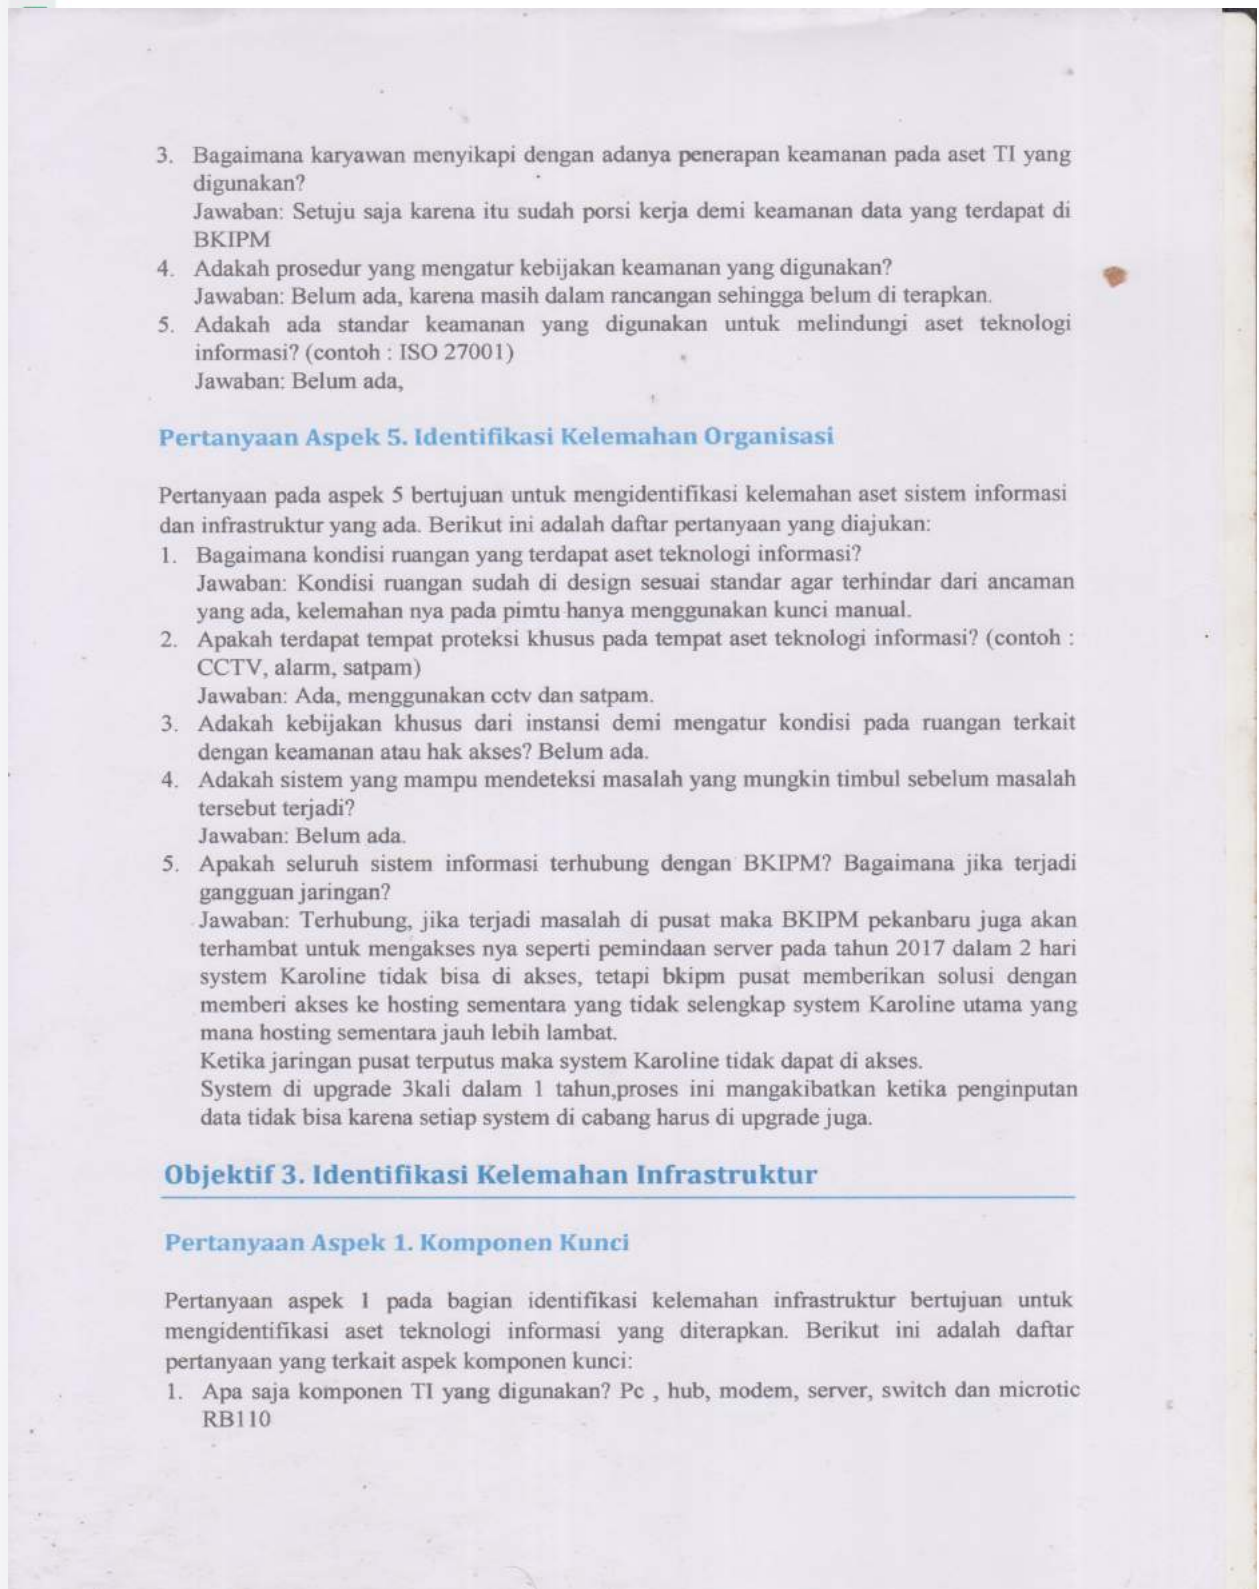 3. Bagaimana karyawan menyikapi dengan adanya penerapan keamanan pada aset TI yang
digunakan?
Jawaban: Setuju saja karena itu sudah porsi kerja demi keamanan data yang terdapat di
BKIPM
4. Adakah prosedur yang mengatur kebijakan keamanan yang digunakan?
Jawaban: Belum ada, karena masih dalam rancangan sehingga belum di terapkan.
5. Adakah ada standar keamanan yang digunakan untuk melindungi aset teknologi
informasi? (contoh : ISO 27001)
Jawaban: Belum ada,
Pertanyaan Aspek 5. Identifikasi Kelemahan Organisasi
Pertanyaan pada aspek 5 bertujuan untuk mengidentifikasi kelemahan aset sistem informasi
dan infrastruktur yang ada. Berikut ini adalah daftar pertanyaan yang diajukan:
1. Bagaimana kondisi ruangan yang terdapat aset teknologi informasi?
Jawaban: Kondisi ruangan sudah di design sesuai standar agar terhindar dari ancaman
yang ada, kelemahan nya pada pimtu hanya menggunakan kunci manual.
2. Apakah terdapat tempat proteksi khusus pada tempat aset teknologi informasi? (contoh :
CCTV, alarm, satpam)
Jawaban: Ada, menggunakan cctv dan satpam.
3. Adakah kebijakan khusus dari instansi demi mengatur kondisi pada ruangan terkait
dengan keamanan atau hak akses? Belum ada.
4. Adakah sistem yang mampu mendeteksi masalah yang mungkin timbul sebelum masalah
tersebut terjadi?
Jawaban: Belum ada.
5. Apakah seluruh sistem informasi terhubung dengan BKIPM? Bagaimana jika terjadi
gangguan jaringan?
Jawaban: Terhubung, jika terjadi masalah di pusat maka BKIPM pekanbaru juga akan
terhambat untuk mengakses nya seperti pemindaan server pada tahun 2017 dalam 2 hari
system Karoline tidak bisa di akses, tetapi bkipm pusat memberikan solusi dengan
memberi akses ke hosting sementara yang tidak selengkap system Karoline utama yang
mana hosting sementara jauh lebih lambat.
Ketika jaringan pusat terputus maka system Karoline tidak dapat di akses.
System di upgrade 3kali dalam 1 tahun,proses ini mangakibatkan ketika penginputan
data tidak bisa karena setiap system di cabang harus di upgrade juga.
Objektif 3. Identifikasi Kelemahan Infrastruktur
Pertanyaan Aspek 1. Komponen Kunci
Pertanyaan aspek 1 pada bagian identifikasi kelemahan infrastruktur bertujuan untuk
mengidentifikasi aset teknologi informasi yang diterapkan. Berikut ini adalah daftar
pertanyaan yang terkait aspek komponen kunci:
1. Apa saja komponen TI yang digunakan? Pc , hub, modem, server, switch dan microtic
RB110